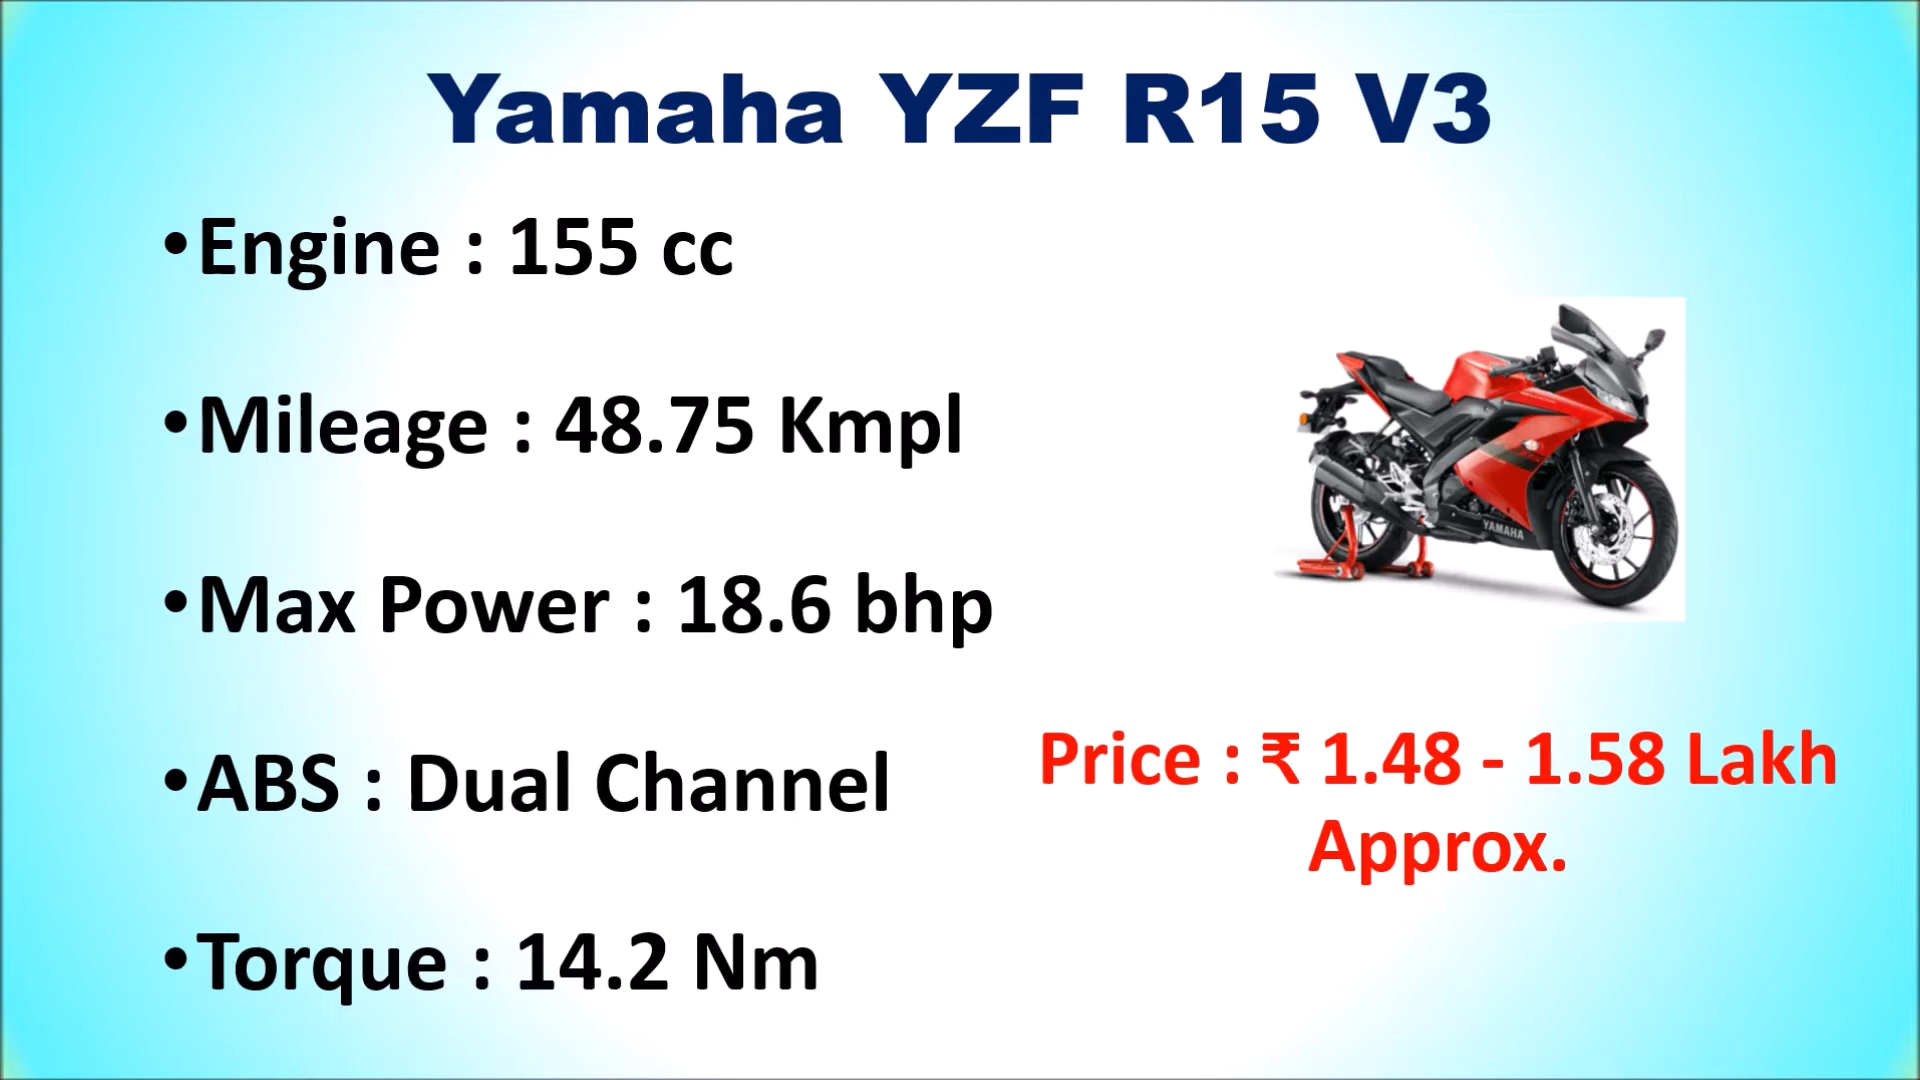 Yamaha YZF R15 V3
•Engine : 155 cc
•Mileage : 48.75 Kmpl
•Max Power : 18.6 bhp
•ABS : Dual Channel
•Torque : 14.2 Nm
YAMAHA
Price : ₹ 1.48 - 1.58 Lakh
Approx.